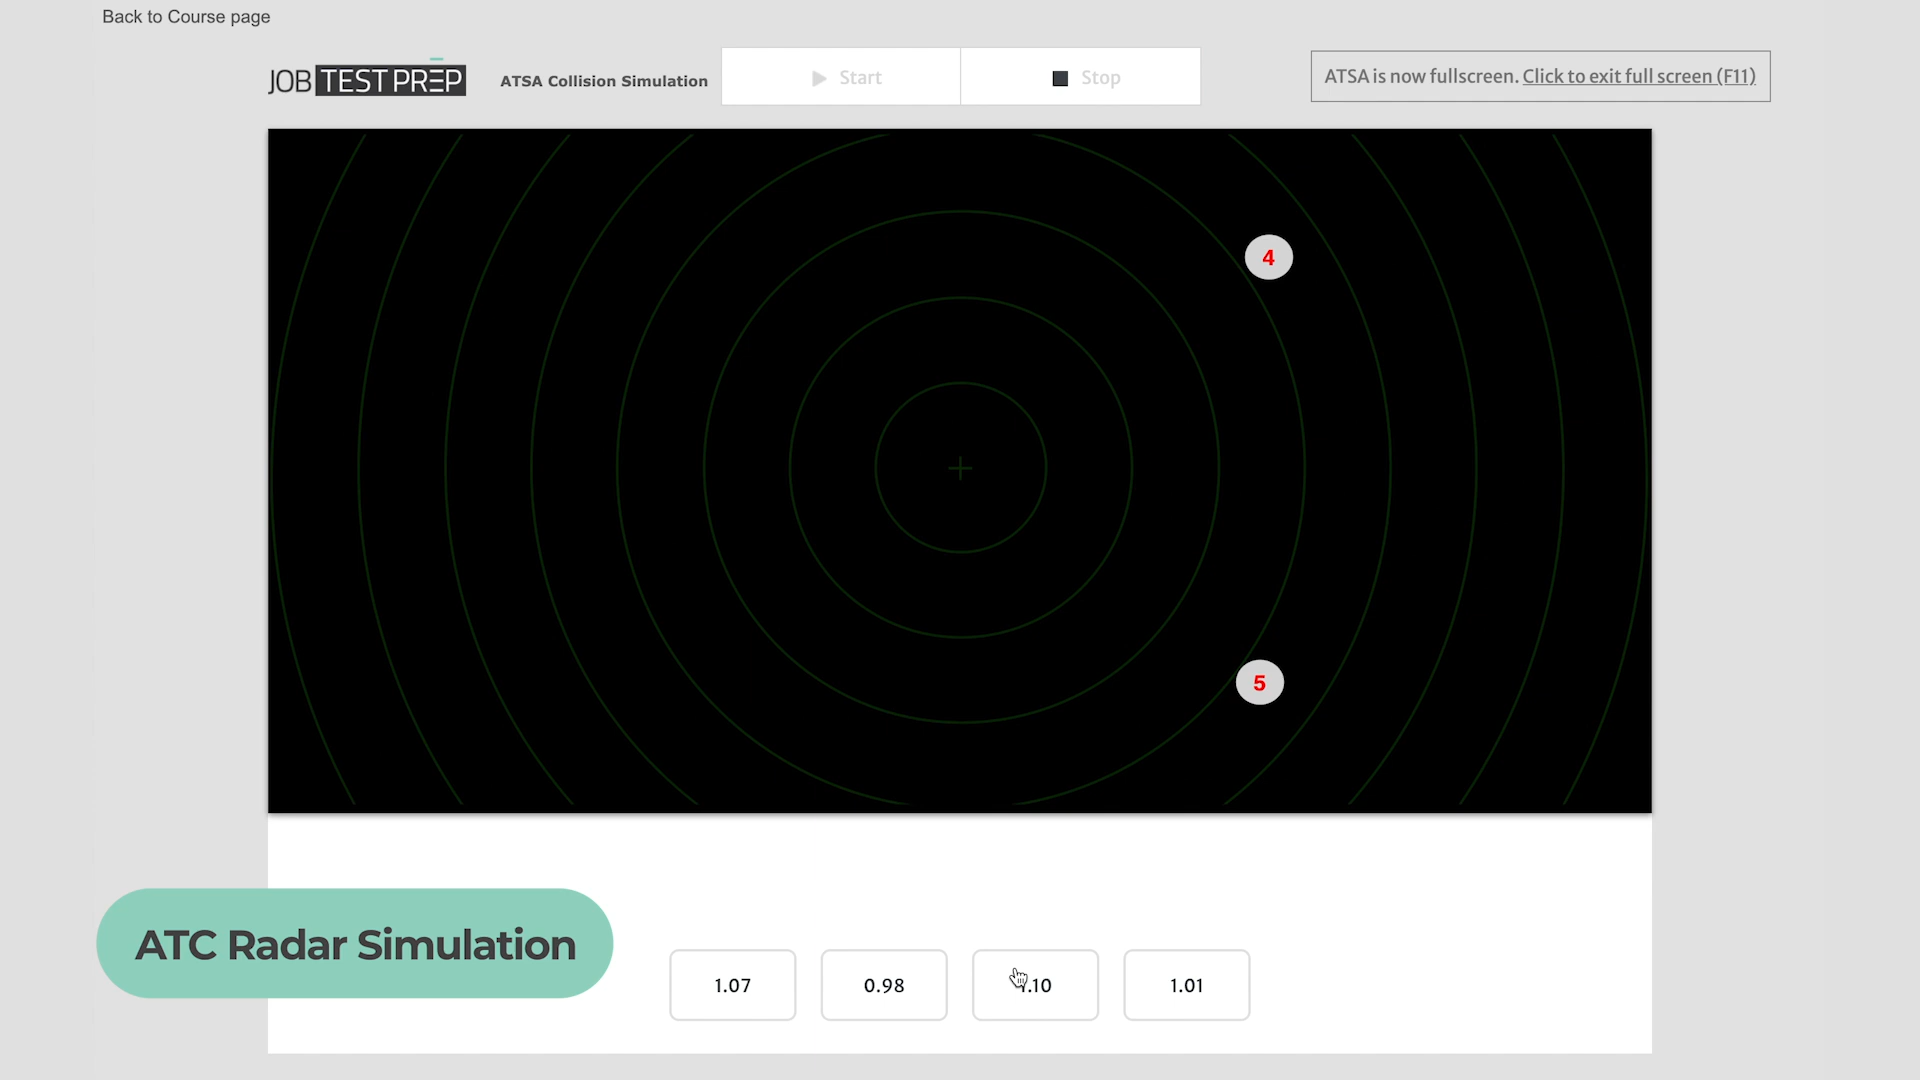 Back to Course page
JOB TEST PREP
ATSA Collision Simulation
Start
Stop
ATSA is now fullscreen. Click to exit full screen (F11)
4
5
ATC Radar Simulation
1.07
0.98
1.10
1.01